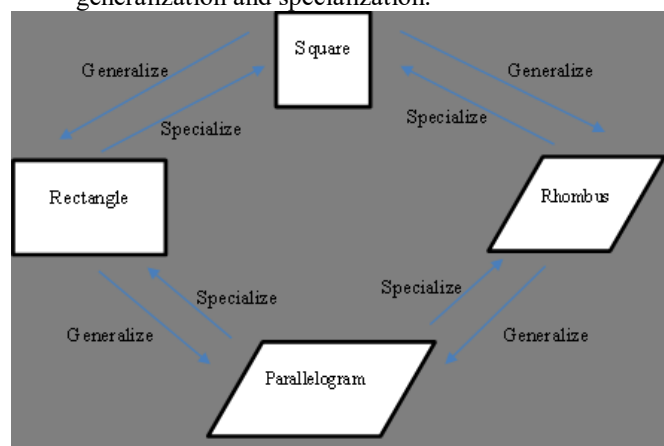 generalization and specialization.
Square
Generalize
Generalize
Specialize
Specialize
Rectangle
Rhombus
Specialize
Specialize
Generalize
Generalize
Parallelogram